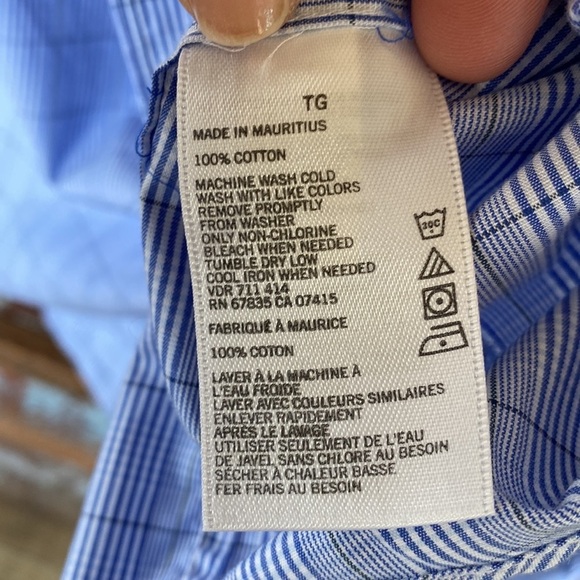 TG
MADE IN MAURITIUS
100% COTTON
MACHINE WASH COLD
WASH WITH LIKE COLORS
REMOVE PROMPTLY
FROM WASHER
ONLY NON-CHLORINE
BLEACH WHEN NEEDED
TUMBLE DRY LOW
COOL IRON WHEN NEEDED
VDR 711 414
RN 67835 CA 07415
FABRIQUÉ À MAURICE
100% COTON
LAVER À LA MACHINE À
L'EAU FROIDE
LAVER AVEC COULEURS SIMILAIRES
ENLEVER RAPIDEMENT
APRÈS LE LAVAGE
UTILISER SEULEMENT DE L'EAU
DE JAVEL SANS CHLORE AU BESOIN
SÉCHER À CHALEUR BASSE
FER FRAIS AU BESOIN
30C